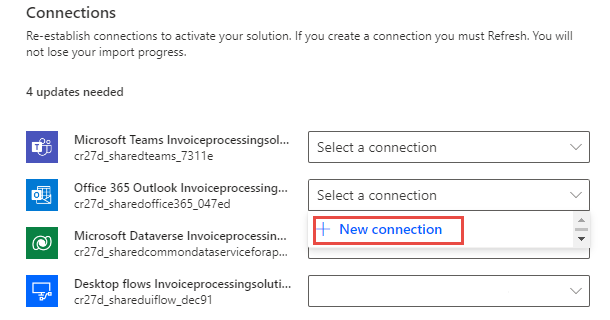 Connections
Re-establish connections to activate your solution. If you create a connection you must Refresh. You will
not lose your import progress.
4 updates needed
Microsoft Teams Invoiceprocessingsol...
cr27d_sharedteams_7311e
Select a connection
Office 365 Outlook Invoiceprocessing...
cr27d_sharedoffice365_047ed
Select a connection
+ New connection
Microsoft Dataverse Invoiceprocessin...
cr27d_sharedcommondataserviceforap...
Desktop flows Invoiceprocessingsoluti...
cr27d_shareduiflow_dec91